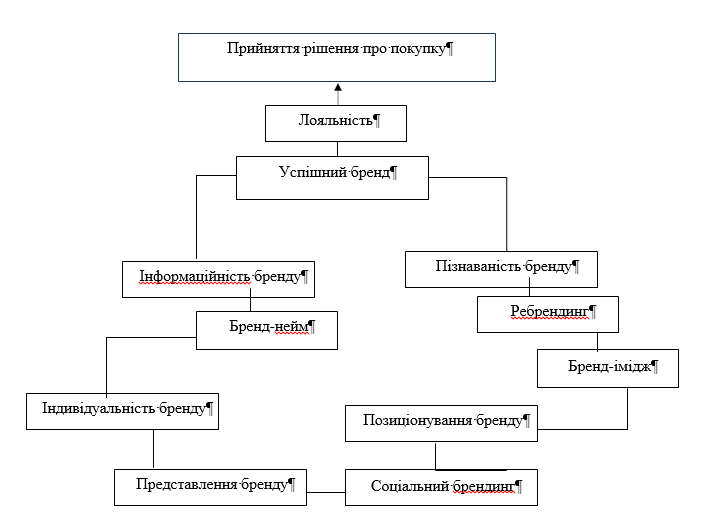 Прийняття рішення про покупку¶
Лояльність¶
Успішний бренд¶
Пізнаваність бренду¶
Інформаційність бренду¶
Ребрендинг¶
Бренд-нейм¶
Бренд-імідж¶
Індивідуальність бренду¶
Позиціонування бренду¶
Представлення бренду¶
Соціальний брендинг¶